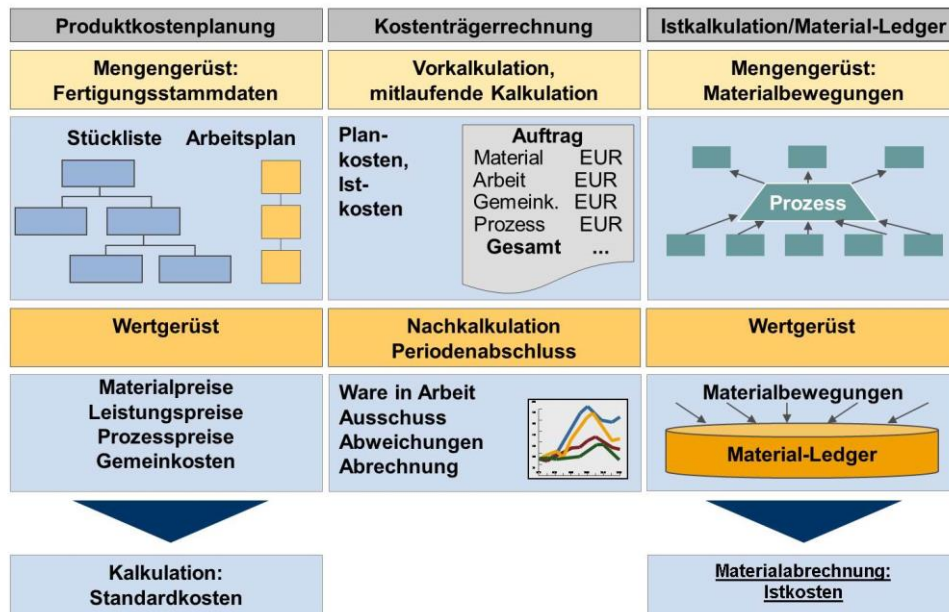 Produktkostenplanung
Kostenträgerrechnung
Istkalkulation/Material-Ledger
Mengengerüst:
Fertigungsstammdaten
Vorkalkulation,
mitlaufende Kalkulation
Mengengerüst:
Materialbewegungen
Stückliste
Arbeitsplan
Plan-
kosten,
Ist-
kosten
Auftrag
Material EUR
Arbeit EUR
Gemeink. EUR
Prozess EUR
Gesamt ...
Prozess
Wertgerüst
Nachkalkulation
Periodenabschluss
Wertgerüst
Materialpreise
Leistungspreise
Prozesspreise
Gemeinkosten
Ware in Arbeit
Ausschuss
Abweichungen
Abrechnung
Materialbewegungen
Material-Ledger
Kalkulation:
Standardkosten
Materialabrechnung:
Istkosten